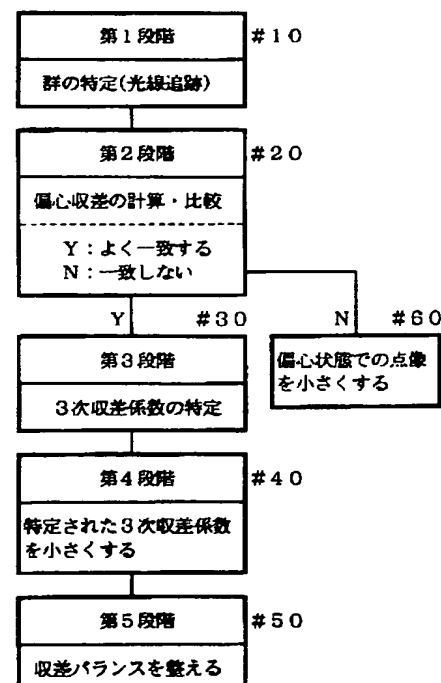 第1段階 #10
群の特定(光線追跡)
第2段階 #20
偏心収差の計算・比較
Y:よく一致する
N:一致しない
Y #30 N #60
第3段階
3次収差係数の特定
偏心状態での点像
を小さくする
第4段階 #40
特定された3次収差係数
を小さくする
第5段階 #50
収差バランスを整える